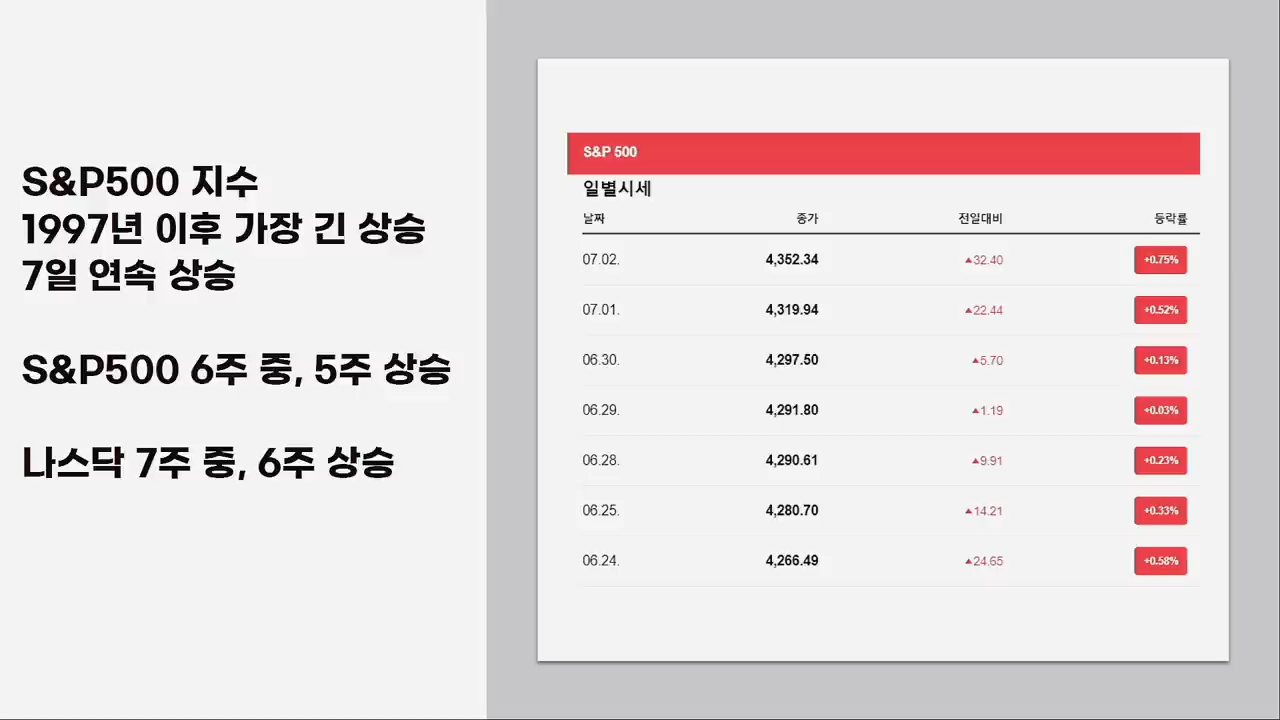 S&P500 지수
1997년 이후 가장 긴 상승
7일 연속 상승
S&P500 6주 중, 5주 상승
나스닥 7주 중, 6주 상승
S&P 500
일별시세
날짜 종가 전일대비 등락률
07.02. 4,352.34 ▲32.40 +0.75%
07.01. 4,319.94 ▲22.44 +0.52%
06.30. 4,297.50 ▲5.70 +0.13%
06.29. 4,291.80 ▲1.19 +0.03%
06.28. 4,290.61 ▲9.91 +0.23%
06.25. 4,280.70 ▲14.21 +0.33%
06.24. 4,266.49 ▲24.65 +0.58%